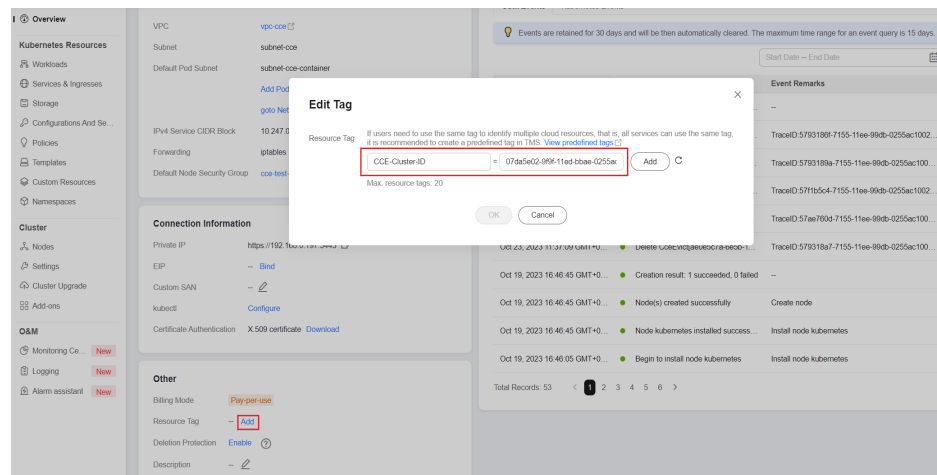 Overview
Kubernetes Resources
Workloads
Services & Ingresses
Storage
Configurations And Se...
Policies
Templates
Custom Resources
Namespaces
Cluster
Nodes
Settings
Cluster Upgrade
Add-ons
O&M
Monitoring Ce... New
Logging New
Alarm assistant New
VPC vpc-cce
Subnet subnet-cce
Default Pod Subnet subnet-cce-container
Add Pod
goto Net
IPv4 Service CIDR Block 10.247.0
Forwarding iptables
Default Node Security Group cce-test-
Connection Information
Private IP
EIP -- Bind
Custom SAN --
kubectl Configure
Certificate Authentication X.509 certificate Download
Other
Billing Mode Pay-per-use
Resource Tag -- Add
Deletion Protection Enable
Description --
Edit Tag
Resource Tag
If users need to use the same tag to identify multiple cloud resources, that is, all services can use the same tag,
it is recommended to create a predefined tag in TMS. View predefined tags
CCE-Cluster-ID = 07da5e02-9f9f-11ed-bbae-0255ac Add
Max. resource tags: 20
OK Cancel
Events are retained for 30 days and will be then automatically cleared. The maximum time range for an event query is 15 days.
Start Date – End Date
Event Remarks
--
TraceID:5793186f-7155-11ee-99db-0255ac1002...
TraceID:5793189a-7155-11ee-99db-0255ac100...
TraceID:57f1b5c4-7155-11ee-99db-0255ac1002...
TraceID:57ae760d-7155-11ee-99db-0255ac100...
TraceID:579318a7-7155-11ee-99db-0255ac100...
Oct 19, 2023 16:46:45 GMT+0... Creation result: 1 succeeded, 0 failed --
Oct 19, 2023 16:46:45 GMT+0... Node(s) created successfully Create node
Oct 19, 2023 16:46:45 GMT+0... Node kubernetes installed success... Install node kubernetes
Oct 19, 2023 16:46:05 GMT+0... Begin to install node kubernetes Install node kubernetes
Total Records: 53 < 1 2 3 4 5 6 >